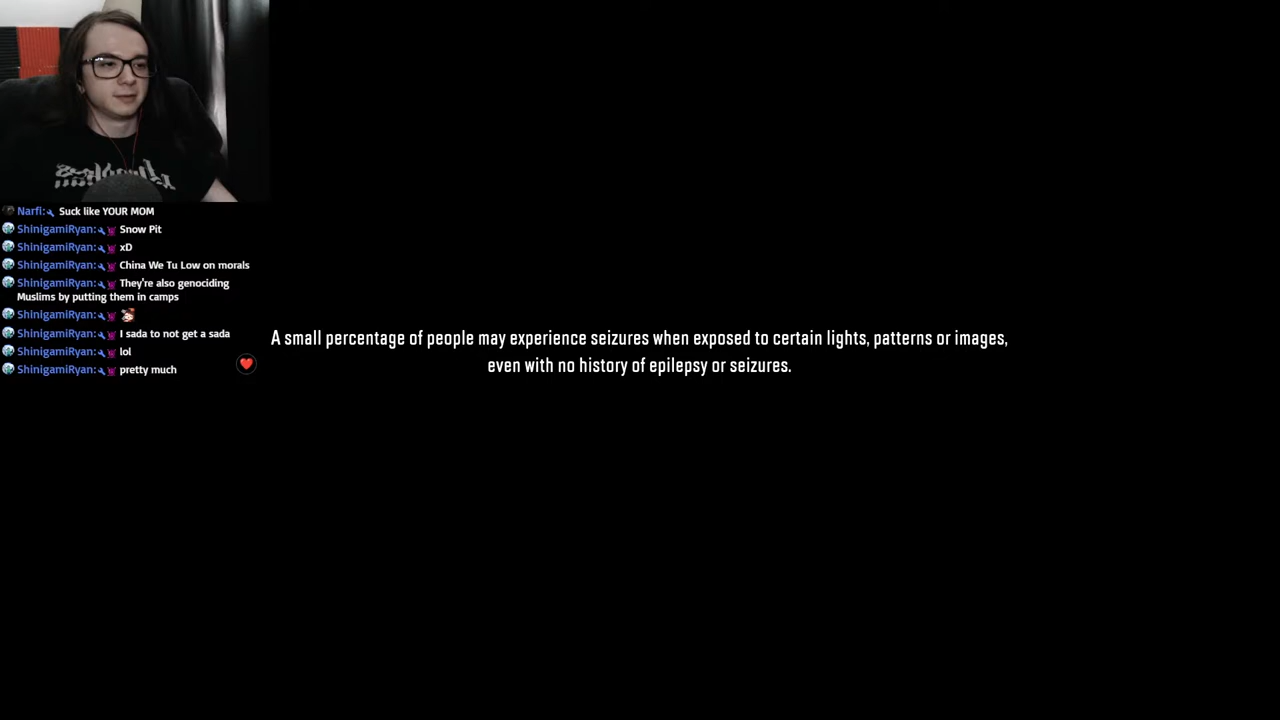 Narfi: Suck like YOUR MOM
ShinigamiRyan: Snow Pit
ShinigamiRyan: xD
ShinigamiRyan: China We Tu Low on morals
ShinigamiRyan: They're also genociding
Muslims by putting them in camps
ShinigamiRyan:
ShinigamiRyan: I sada to not get a sada
ShinigamiRyan: lol
ShinigamiRyan: pretty much
A small percentage of people may experience seizures when exposed to certain lights, patterns or images,
even with no history of epilepsy or seizures.